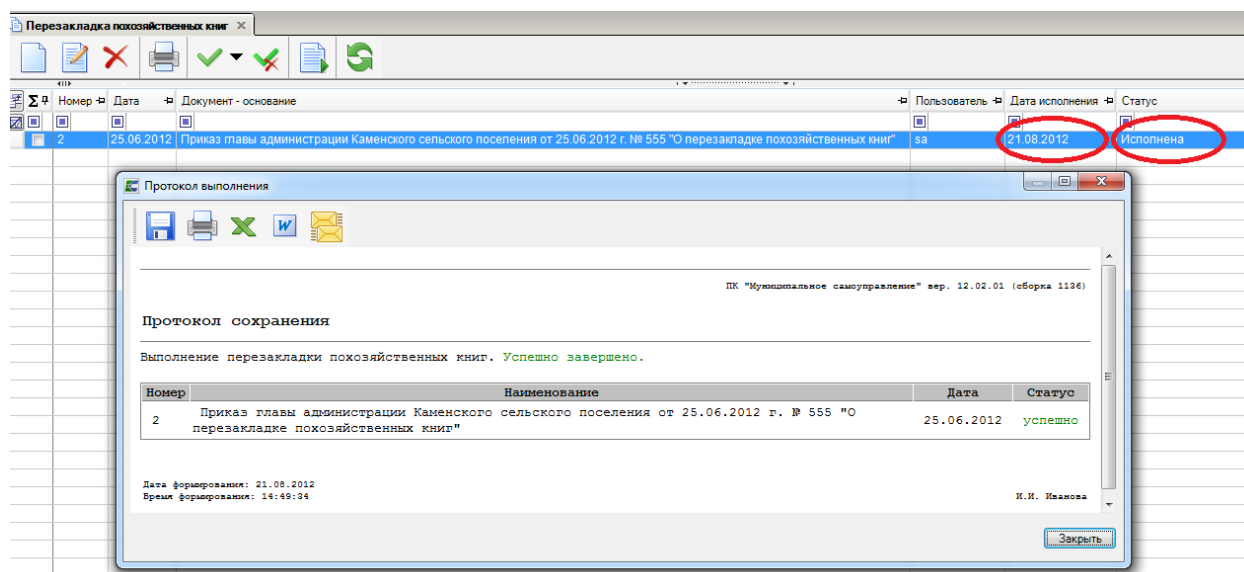 Перезакладка похозяйственных книг
Номер Дата Документ - основание Пользователь Дата исполнения Статус
2 25.06.2012 Приказ главы администрации Каменского сельского поселения от 25.06.2012 г. № 555 "О перезакладке похозяйственных книг" sa 21.08.2012 Исполнена
Протокол выполнения
ПК "Муниципальное самоуправление" вер. 12.02.01 (сборка 1136)
Протокол сохранения
Выполнение перезакладки похозяйственных книг. Успешно завершено.
Номер Наименование Дата Статус
2 Приказ главы администрации Каменского сельского поселения от 25.06.2012 г. № 555 "О
перезакладке похозяйственных книг" 25.06.2012 успешно
Дата формирования: 21.08.2012
Время формирования: 14:49:34 И.И. Иванова
Закрыть